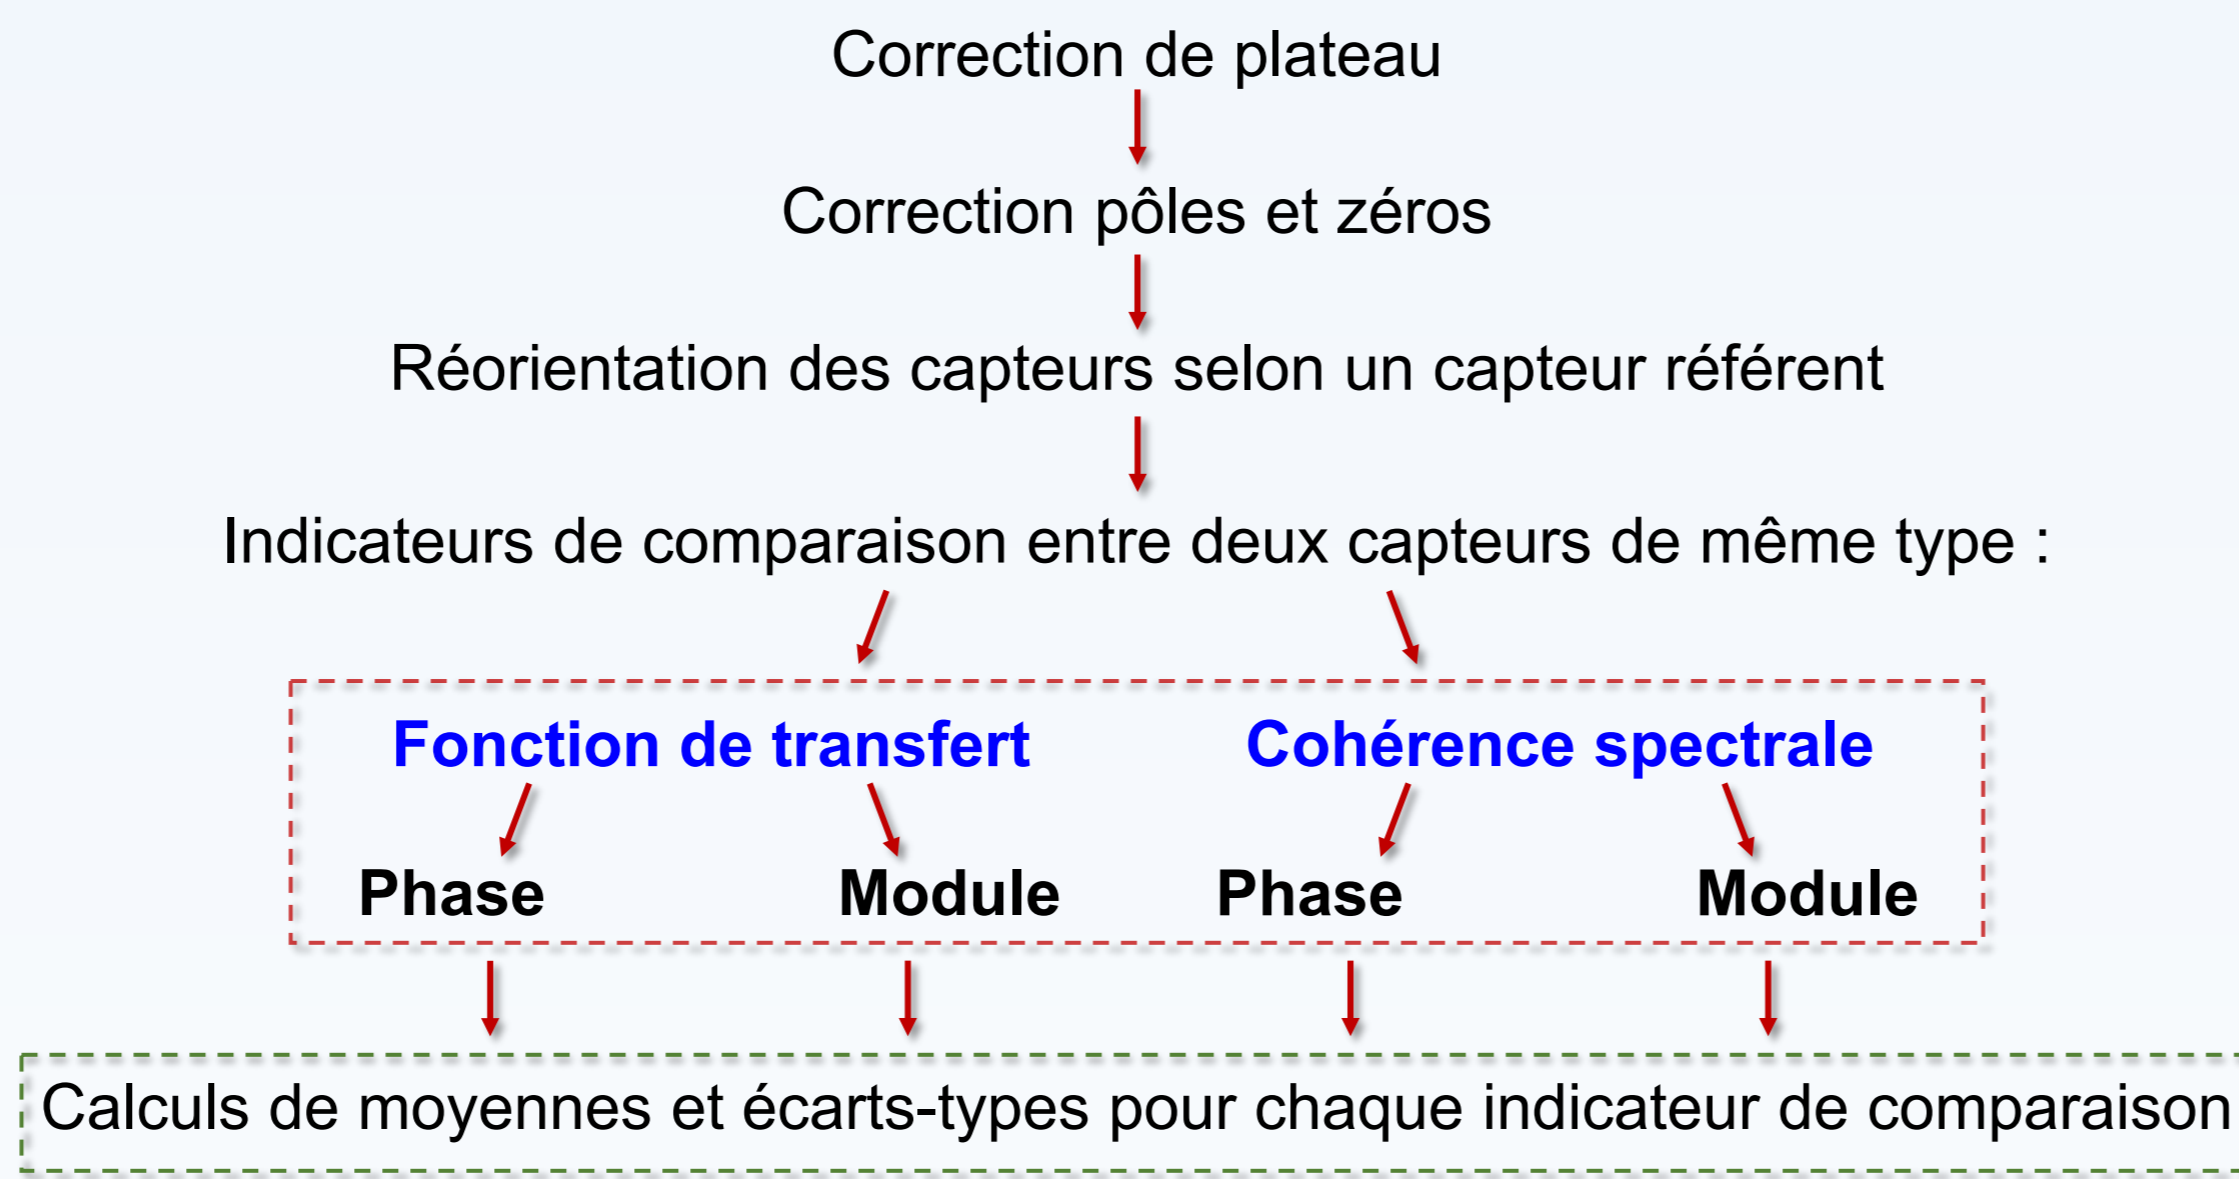 Correction de plateau
Correction pôles et zéros
Réorientation des capteurs selon un capteur référent
Indicateurs de comparaison entre deux capteurs de même type :
Fonction de transfert Cohérence spectrale
Phase Module Phase Module
Calculs de moyennes et écarts-types pour chaque indicateur de comparaison